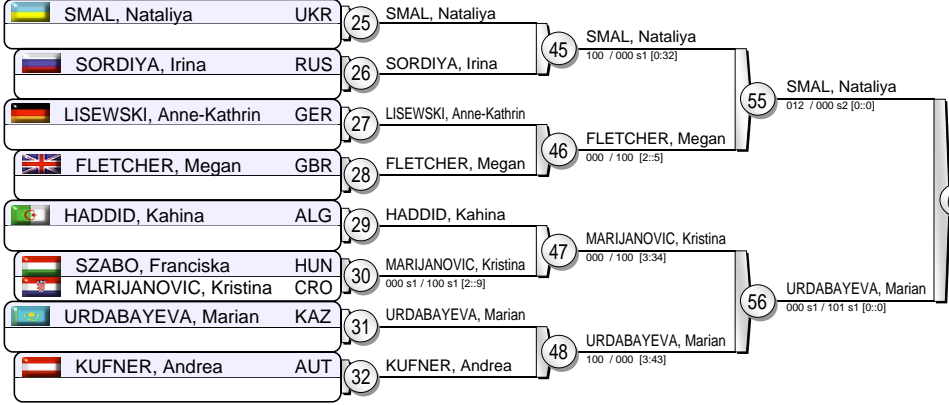 SMAL, Nataliya UKR
25
SMAL, Nataliya
SORDIYA, Irina RUS
26
SORDIYA, Irina
45
SMAL, Nataliya
100 / 000 s1 [0:32]
LISEWSKI, Anne-Kathrin GER
27
LISEWSKI, Anne-Kathrin
FLETCHER, Megan GBR
28
FLETCHER, Megan
46
FLETCHER, Megan
000 / 100 [2::5]
55
SMAL, Nataliya
012 / 000 s2 [0::0]
HADDID, Kahina ALG
29
HADDID, Kahina
SZABO, Franciska HUN
MARIJANOVIC, Kristina CRO
30
MARIJANOVIC, Kristina
000 s1 / 100 s1 [2::9]
47
MARIJANOVIC, Kristina
000 / 100 [3:34]
URDABAYEVA, Marian KAZ
31
URDABAYEVA, Marian
KUFNER, Andrea AUT
32
KUFNER, Andrea
48
URDABAYEVA, Marian
100 / 000 [3:43]
56
URDABAYEVA, Marian
000 s1 / 101 s1 [0::0]